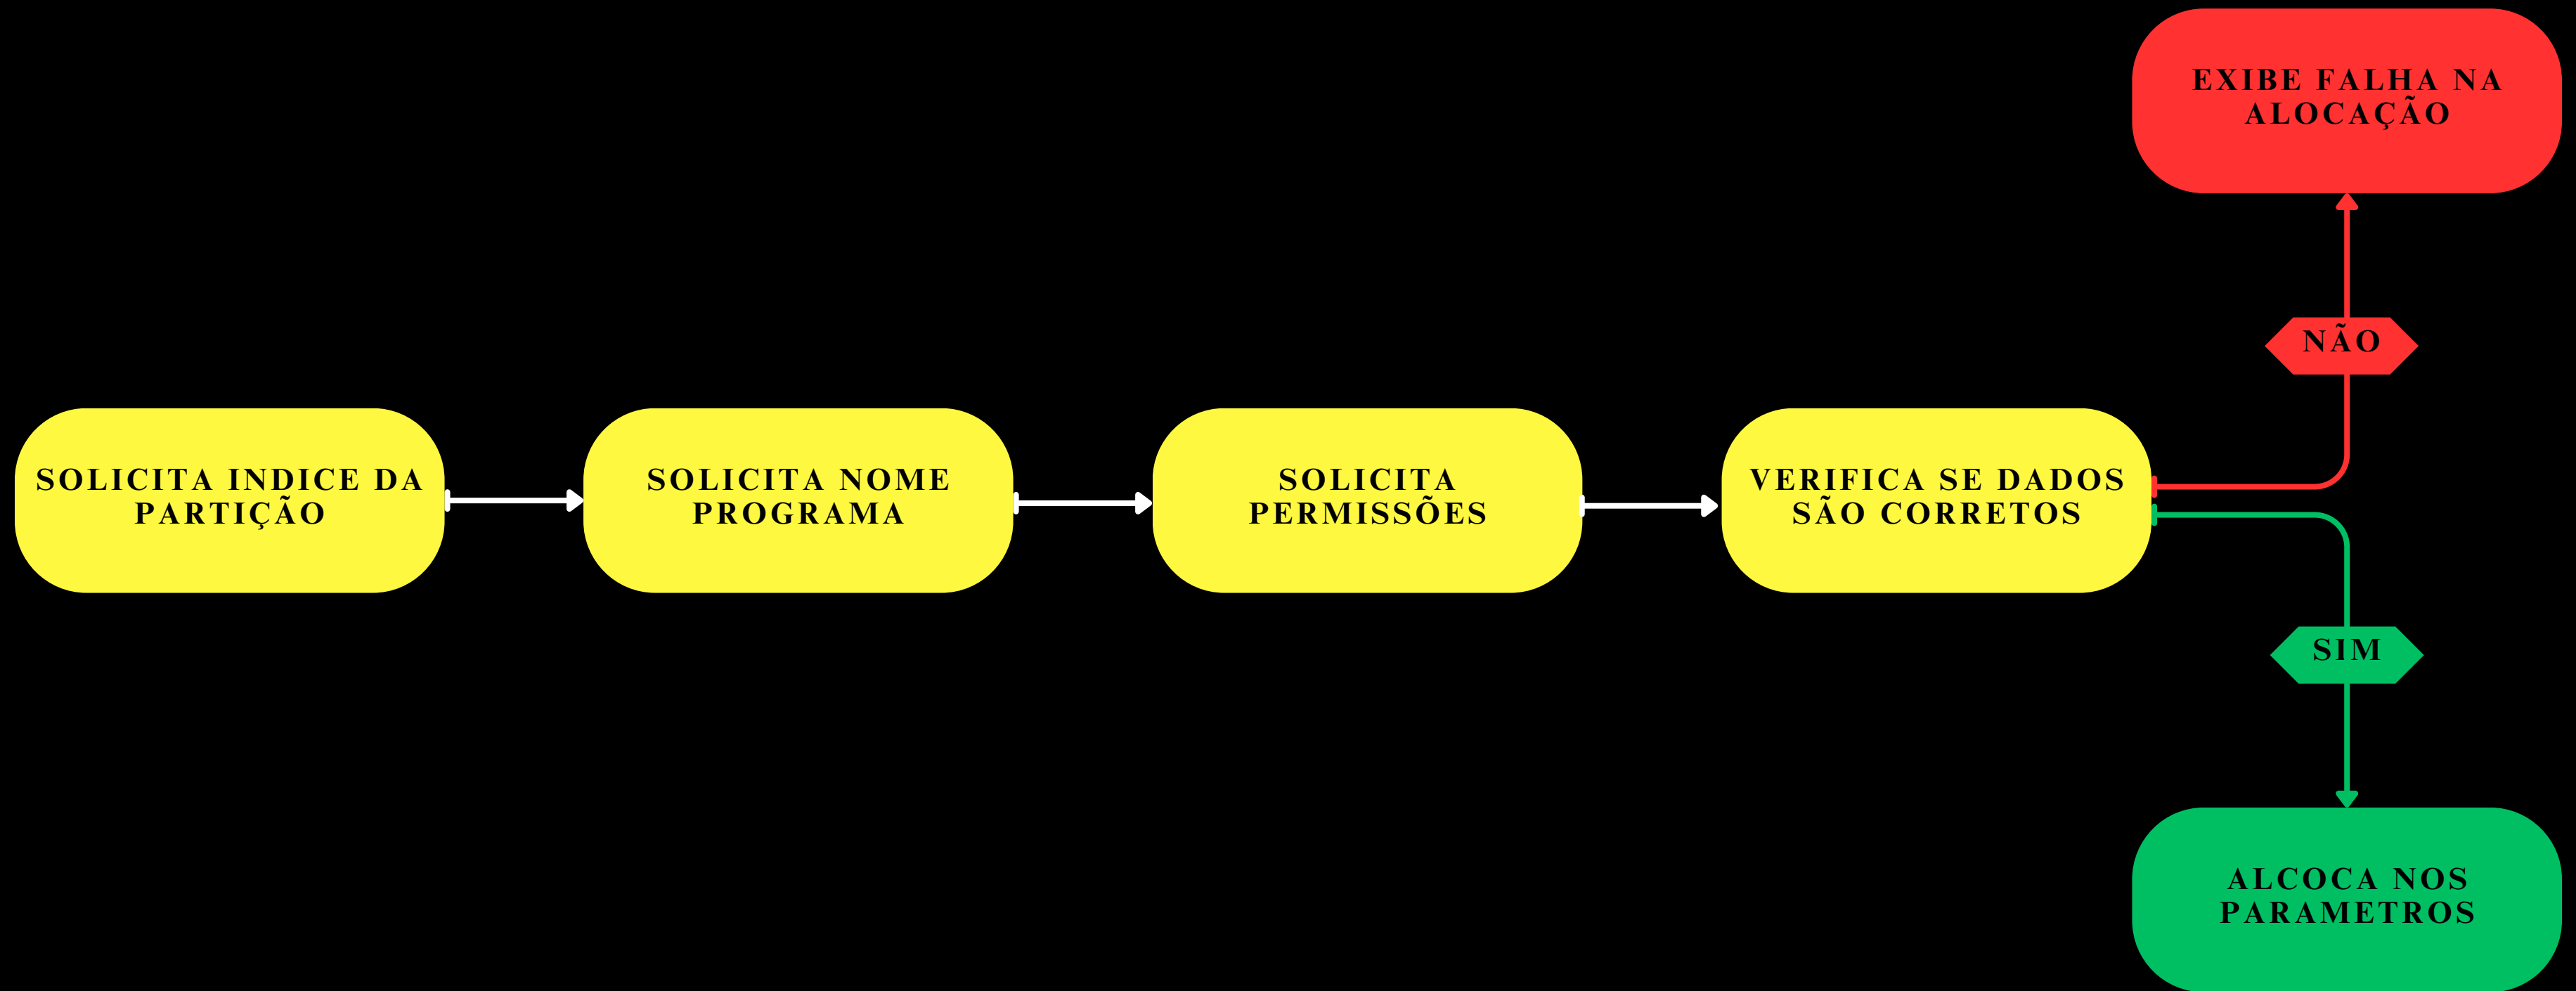 SOLICITA INDICE DA
PARTIÇÃO
SOLICITA NOME
PROGRAMA
SOLICITA
PERMISSÕES
VERIFICA SE DADOS
SÃO CORRETOS
NÃO
EXIBE FALHA NA
ALOCAÇÃO
SIM
ALCOCA NOS
PARAMETROS